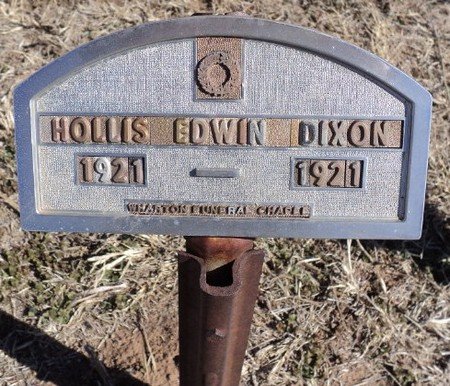 HOLLIS EDWIN DIXON
1921 — 1921
WHARTON FUNERAL CHAPEL